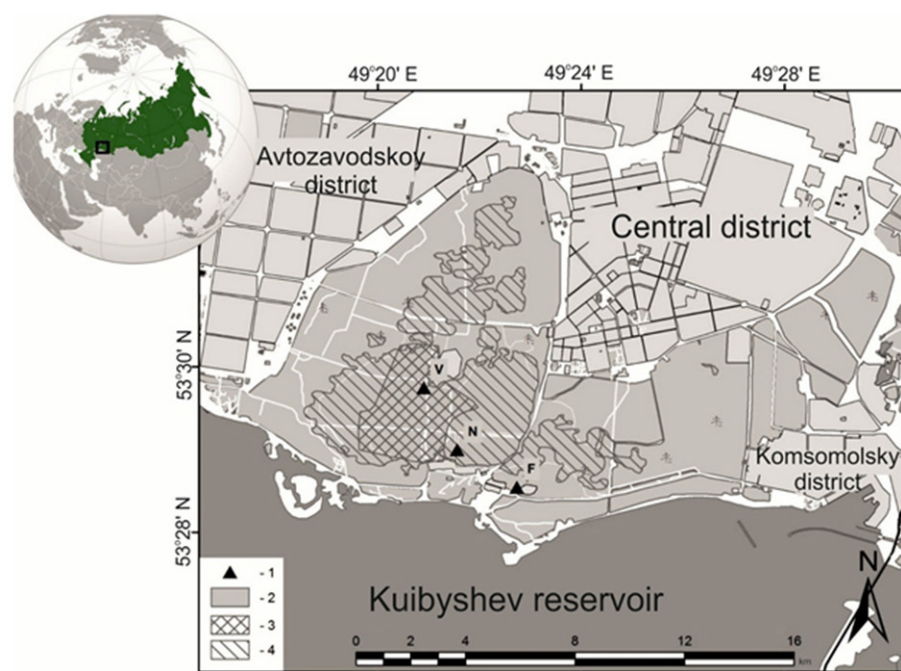 49°20' E
49°24' E
49°28' E
Avtozavodskoy
district
Central district
53°30' N
V
N
F
Komsomolsky
district
53°28' N
N
Kuibyshev reservoir
- 1
- 2
- 3
- 4
0 2 4 8 12 16
km